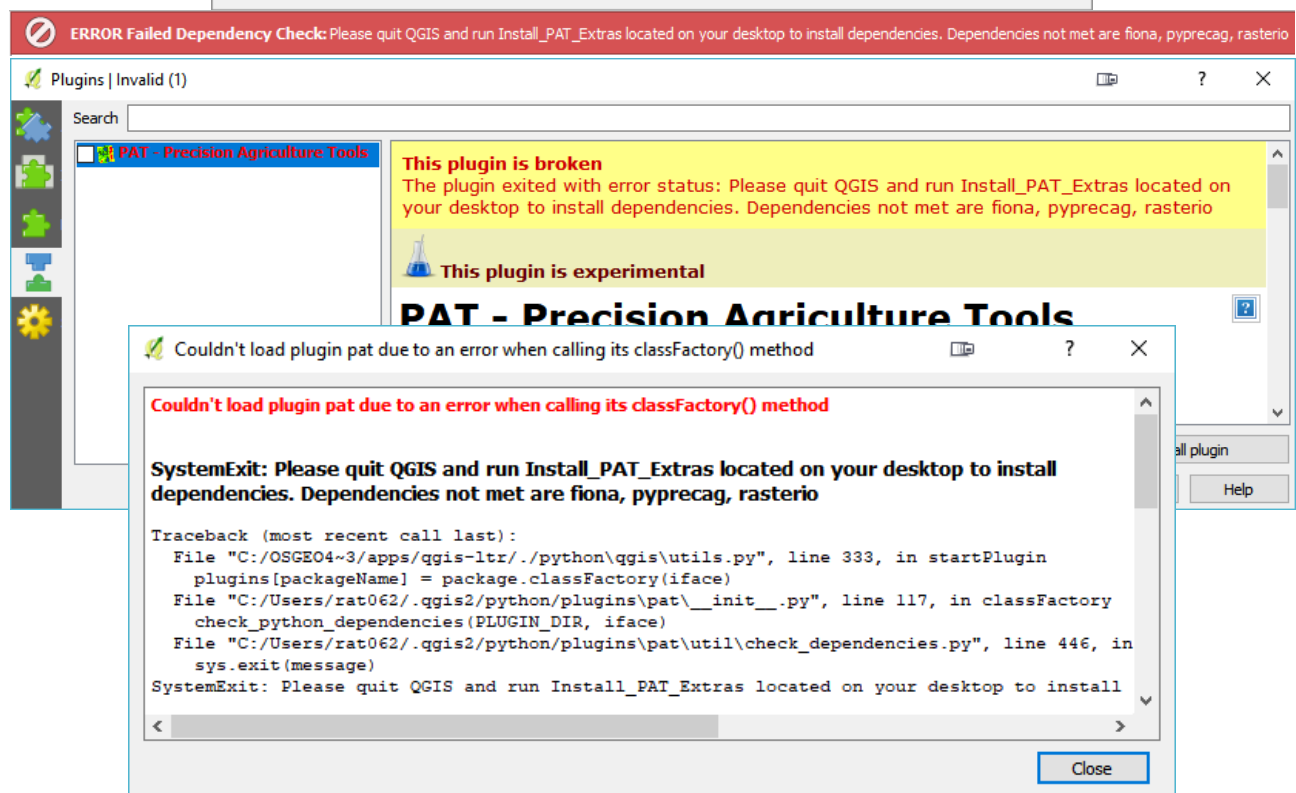 ERROR Failed Dependency Check: Please quit QGIS and run Install_PAT_Extras located on your desktop to install dependencies. Dependencies not met are fiona, pyprecag, rasterio
Plugins | Invalid (1)
?
Search
PAT - Precision Agriculture Tools
This plugin is broken
The plugin exited with error status: Please quit QGIS and run Install_PAT_Extras located on
your desktop to install dependencies. Dependencies not met are fiona, pyprecag, rasterio
This plugin is experimental
PAT - Precision Agriculture Tools
?
all plugin
Help
Couldn't load plugin pat due to an error when calling its classFactory() method
?
Couldn't load plugin pat due to an error when calling its classFactory() method
SystemExit: Please quit QGIS and run Install_PAT_Extras located on your desktop to install
dependencies. Dependencies not met are fiona, pyprecag, rasterio
Traceback (most recent call last):
File "C:/OSGEO4~3/apps/qgis-ltr/./python\qgis\utils.py", line 333, in startPlugin
plugins[packageName] = package.classFactory(iface)
File "C:/Users/rat062/.qgis2/python/plugins\pat\__init__.py", line 117, in classFactory
check_python_dependencies(PLUGIN_DIR, iface)
File "C:/Users/rat062/.qgis2/python/plugins\pat\util\check_dependencies.py", line 446, in
sys.exit(message)
SystemExit: Please quit QGIS and run Install_PAT_Extras located on your desktop to install
Close